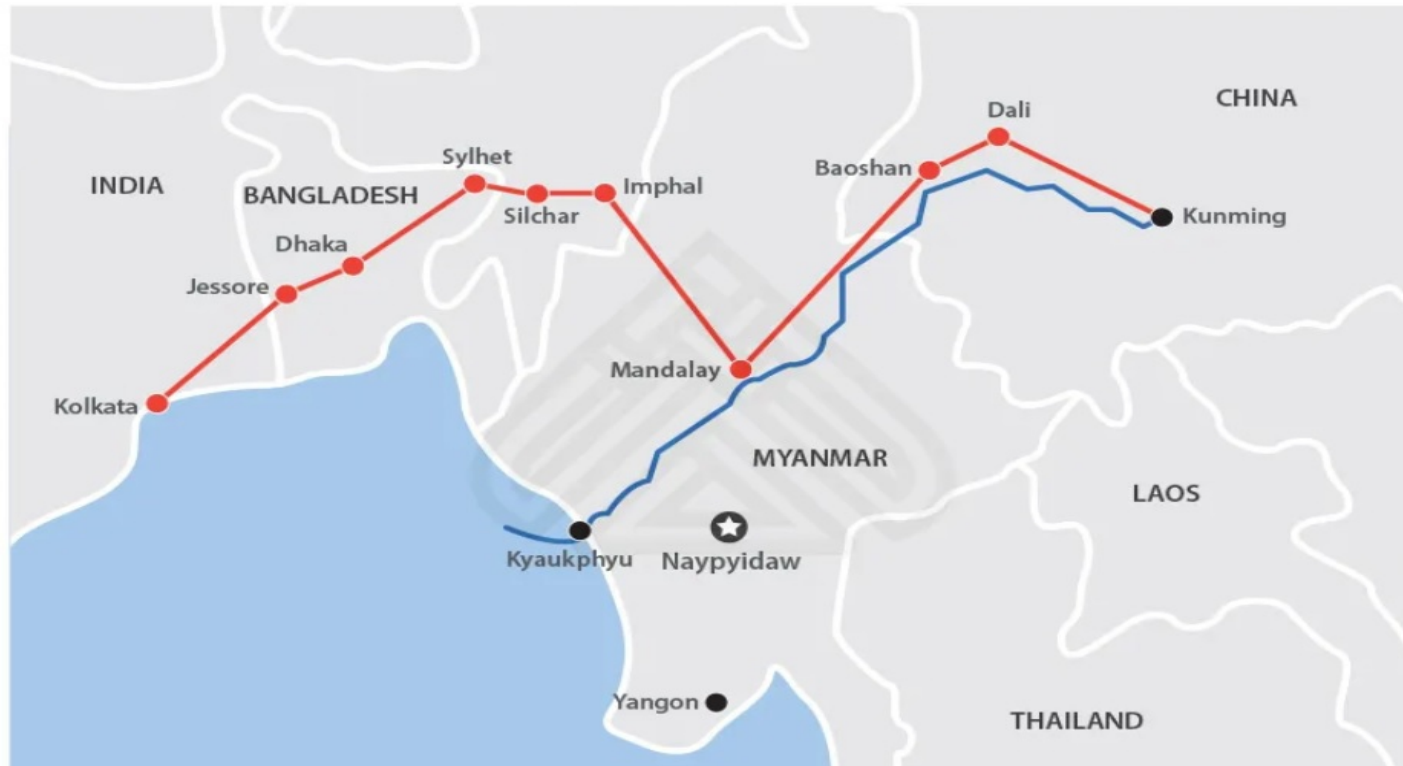 CHINA
Dali
Sylhet
Baoshan
INDIA
BANGLADESH
Imphal
Silchar
Kunming
Dhaka
Jessore
Mandalay
Kolkata
MYANMAR
LAOS
Kyaukphyu
Naypyidaw
Yangon
THAILAND